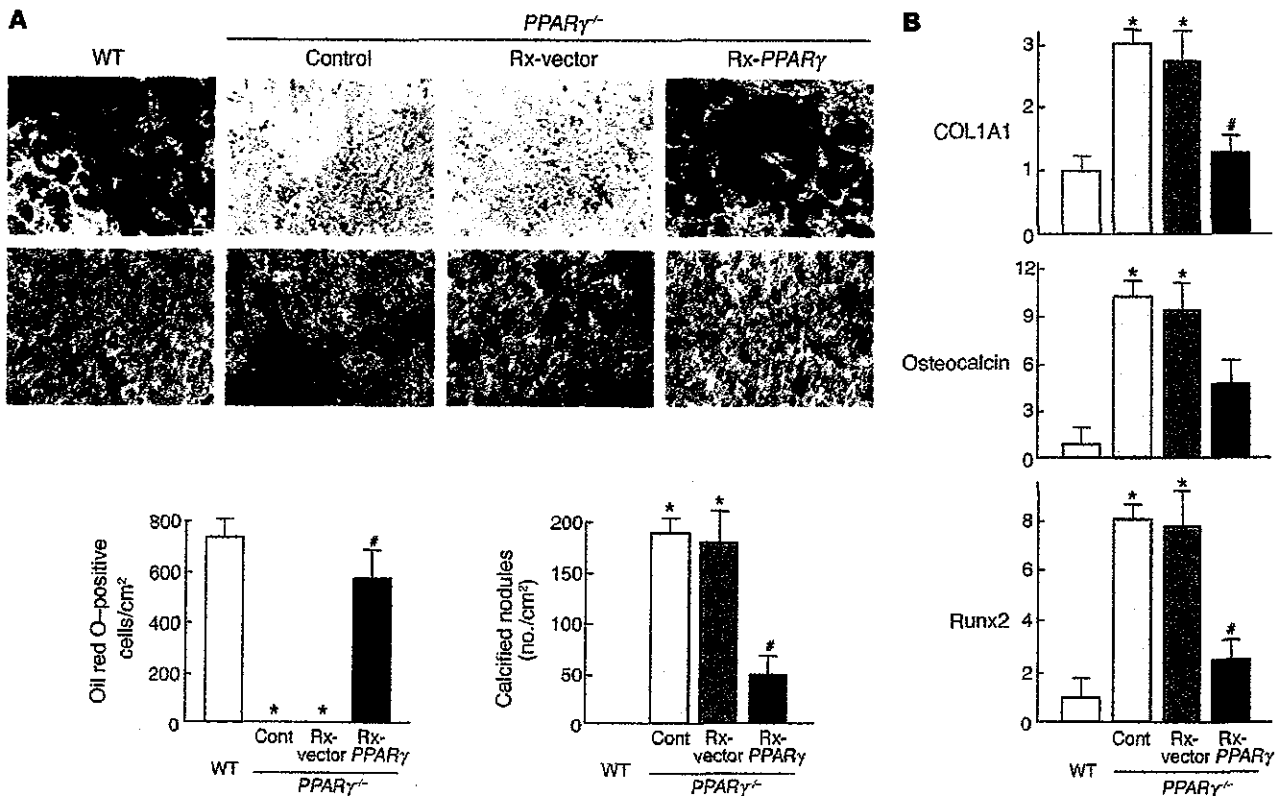 A
PPARγ-/-
WT Control Rx-vector Rx-PPARγ
Oil red O–positive
cells/cm²
800
600
400
200
0
* * #
Cont Rx- Rx-
vector PPARγ
WT
PPARγ-/-
Calcified nodules
(no./cm²)
200
150
100
50
0
* * #
Cont Rx- Rx-
vector PPARγ
WT
PPARγ-/-
B
COL1A1
3
2
1
0
* * #
Osteocalcin
12
9
6
3
0
* *
Runx2
8
6
4
2
0
* * #
Cont Rx- Rx-
vector PPARγ
WT
PPARγ-/-